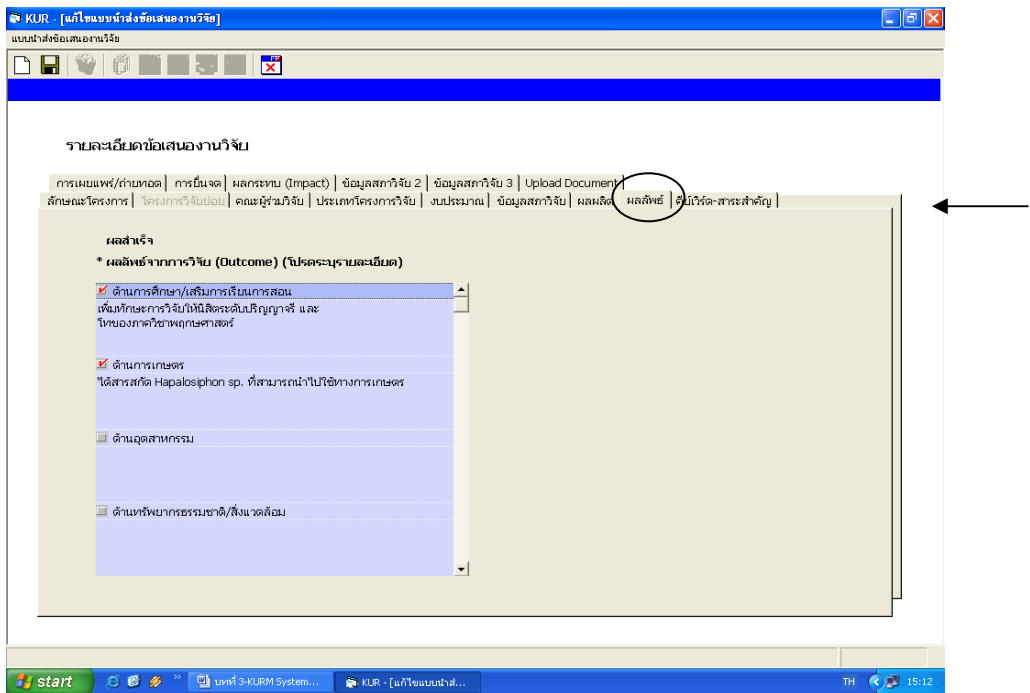 KUR - [แก้ไขแบบนำส่งข้อเสนองานวิจัย]
แบบนำส่งข้อเสนองานวิจัย
รายละเอียดข้อเสนองานวิจัย
การเผยแพร่/ถ่ายทอด การยื่นจด ผลกระทบ (Impact) ข้อมูลสภาวิจัย 2 ข้อมูลสภาวิจัย 3 Upload Document
ลักษณะโครงการ โครงการวิจัยย่อย คณะผู้ร่วมวิจัย ประเภทโครงการวิจัย งบประมาณ ข้อมูลสภาวิจัย ผลผลิต ผลลัพธ์ คีย์เวิร์ด-สาระสำคัญ
ผลสำเร็จ
* ผลลัพธ์จากการวิจัย (Outcome) (โปรดระบุรายละเอียด)
ด้านการศึกษา/เสริมการเรียนการสอน
เพิ่มทักษะการวิจัยให้นิสิตระดับปริญญาตรี และ
โทของภาควิชาพฤกษศาสตร์
ด้านการเกษตร
ได้สารสกัด Hapalosiphon sp. ที่สามารถนำไปใช้ทางการเกษตร
ด้านอุตสาหกรรม
ด้านทรัพยากรธรรมชาติ/สิ่งแวดล้อม
start » บทที่ 3-KURM System... KUR - [แก้ไขแบบนำส่... TH 15:12